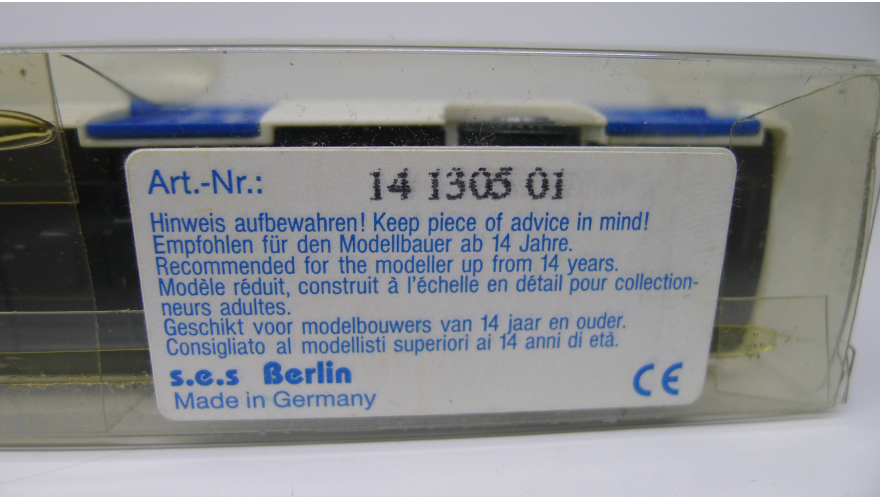 Art.-Nr.: 14 1305 01
Hinweis aufbewahren! Keep piece of advice in mind!
Empfohlen für den Modellbauer ab 14 Jahre.
Recommended for the modeller up from 14 years.
Modèle réduit, construit à l'échelle en détail pour collection-
neurs adultes.
Geschikt voor modelbouwers van 14 jaar en ouder.
Consigliato al modellisti superiori ai 14 anni di età.
s.e.s Berlin
CE
Made in Germany